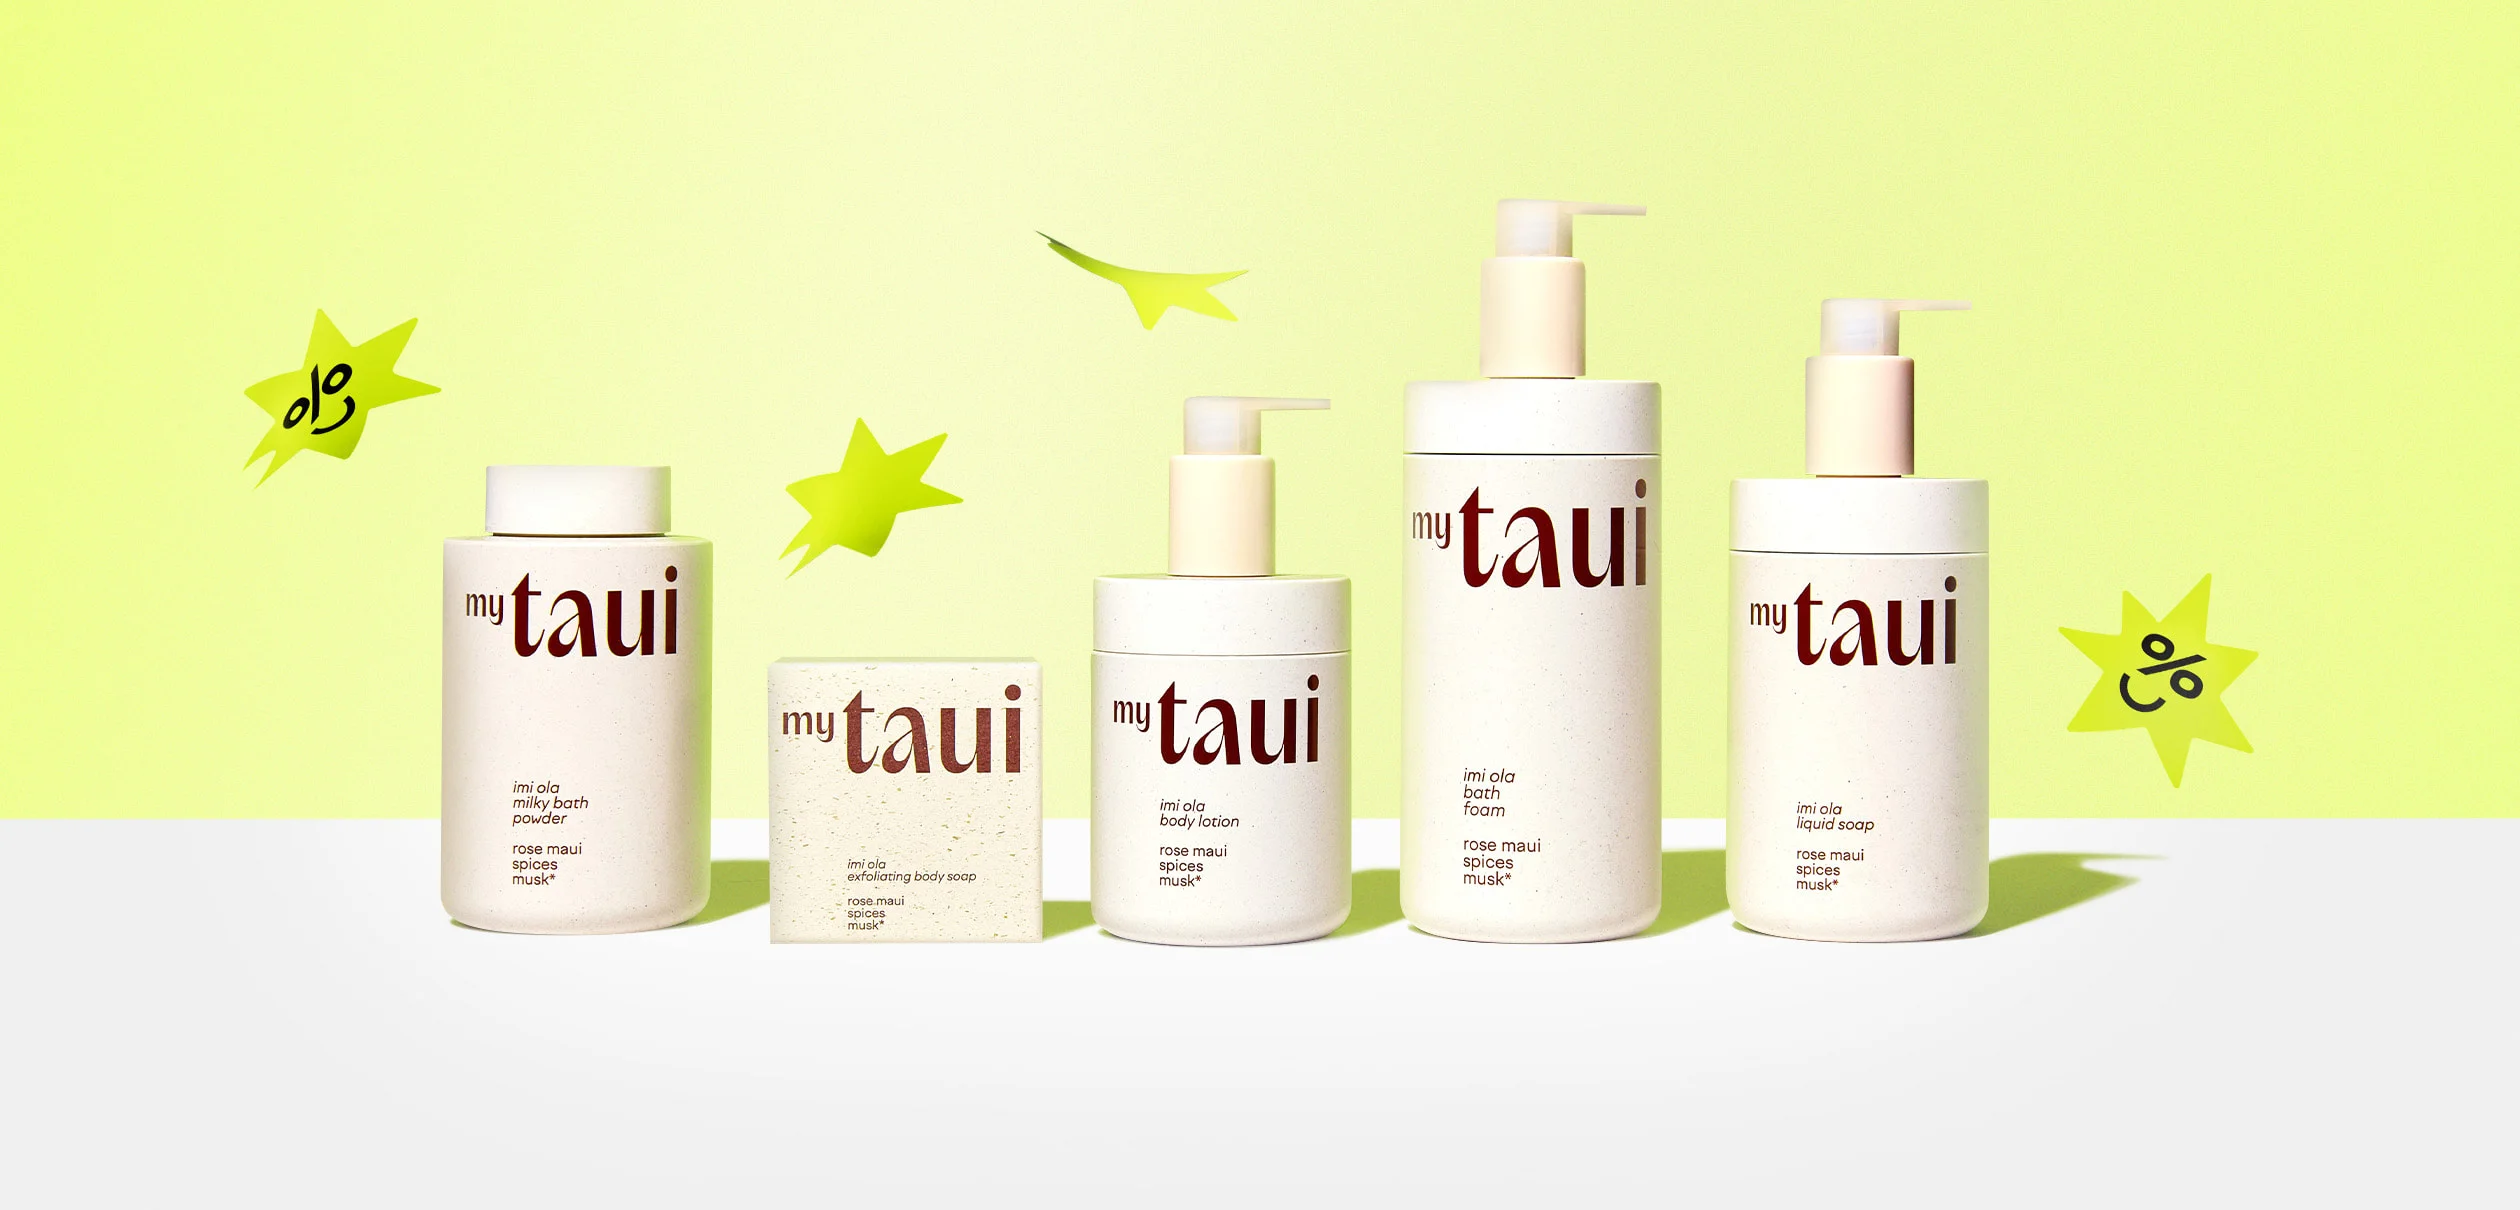 %
my taui
imi ola
milky bath
powder
rose maui
spices
musk*
my taui
imi ola
exfoliating body soap
rose maui
spices
musk*
my taui
imi ola
body lotion
rose maui
spices
musk*
my taui
imi ola
bath
foam
rose maui
spices
musk*
my taui
imi ola
liquid soap
rose maui
spices
musk*
%